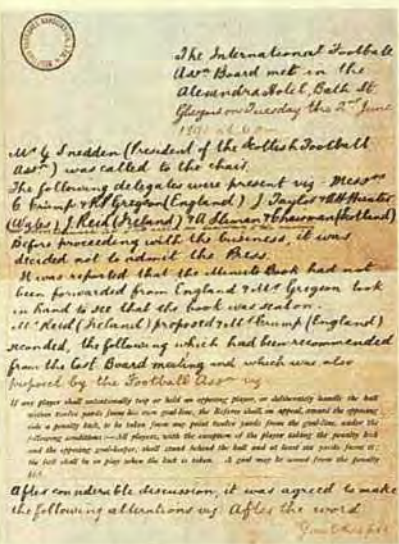 The International Football
Assn Board met in the
Alexandra Hotel, Bath St.
Glasgow on Tuesday the 2nd June
at 6 pm
Mr G Snedden (President of the Scottish Football
Assn) was called to the chair.
The following delegates were present viz Messrs
C Crump & R P Gregson (England) J Taylor & A H Hunter
(Wales) J Reid (Ireland) & A Sliman & (Scotland)
Before proceeding with the business, it was
decided not to admit the Press.
It was reported that the Minute Book had not
been forwarded from England & Mr Gregson took
in hand to see that the book was sent on.
Mr Reid (Ireland) proposed & Mr Crump (England)
seconded, the following which had been recommended
from the last Board meeting and which was also
proposed by the Football Assn viz
If any player shall intentionally trip or hold an opposing player, or deliberately handle the ball
within twelve yards from his own goal-line, the Referee shall on appeal, award the opposing
side a penalty kick, to be taken from any point twelve yards from the goal-line, under the
following conditions:—All players, with the exception of the player taking the penalty kick
and the opposing goal-keeper, shall stand behind the ball and at least six yards from it;
the ball shall be in play when the kick is taken. A goal may be scored from the penalty
kick.
After considerable discussion, it was agreed to make
the following alterations viz. After the word